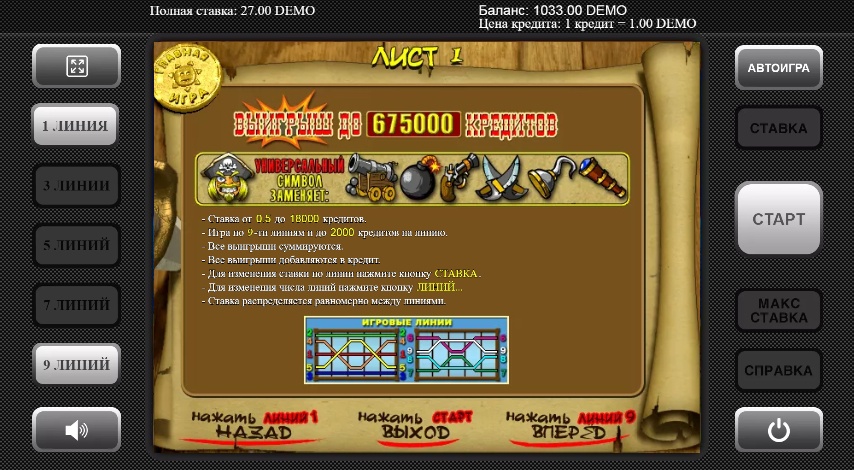 Полная ставка: 27.00 DEMO
Баланс: 1033.00 DEMO
Цена кредита: 1 кредит = 1.00 DEMO
ЛИСТ 1
ГЛАВНАЯ ИГРА
ВЫИГРЫШ ДО 675000 КРЕДИТОВ
УНИВЕРСАЛЬНЫЙ
СИМВОЛ
ЗАМЕНЯЕТ:
- Ставка от 0.5 до 18000 кредитов.
- Игра по 9-ти линиям и до 2000 кредитов на линию.
- Все выигрыши суммируются.
- Все выигрыши добавляются в кредит.
- Для изменения ставки по линии нажмите кнопку СТАВКА.
- Для изменения числа линий нажмите кнопку ЛИНИЙ...
- Ставка распределяется равномерно между линиями.
ИГРОВЫЕ ЛИНИИ
нажать ЛИНИЙ 1
НАЗАД
нажать СТАРТ
ВЫХОД
нажать ЛИНИЙ 9
ВПЕРЕД
1 ЛИНИЯ
3 ЛИНИИ
5 ЛИНИЙ
7 ЛИНИЙ
9 ЛИНИЙ
АВТОИГРА
СТАВКА
СТАРТ
МАКС
СТАВКА
СПРАВКА